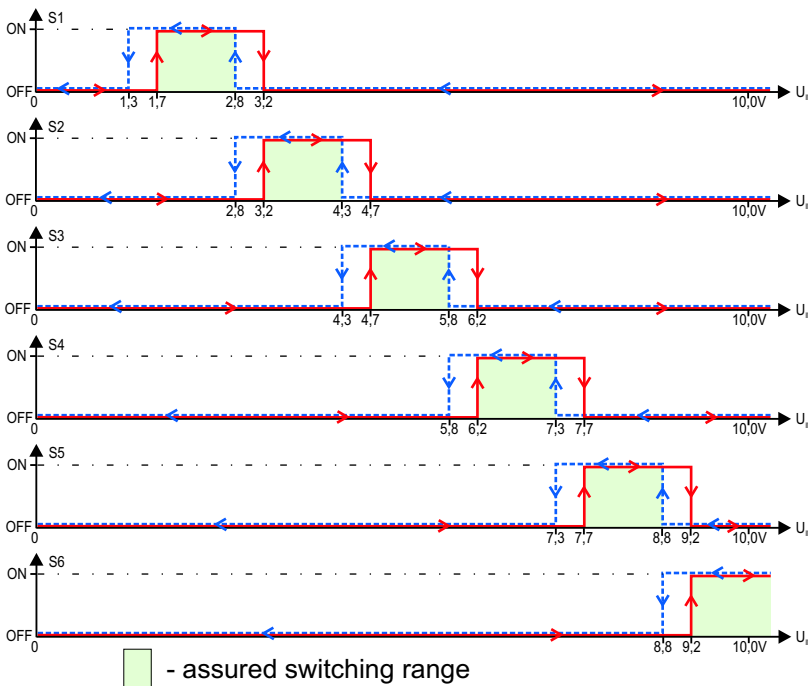 S1
ON
OFF
0 1,3 1,7 2,8 3,2 10,0V
S2
ON
OFF
0 2,8 3,2 4,3 4,7 10,0V
S3
ON
OFF
0 4,3 4,7 5,8 6,2 10,0V
S4
ON
OFF
0 5,8 6,2 7,3 7,7 10,0V
S5
ON
OFF
0 7,3 7,7 8,8 9,2 10,0V
S6
ON
OFF
0 8,8 9,2 10,0V
- assured switching range